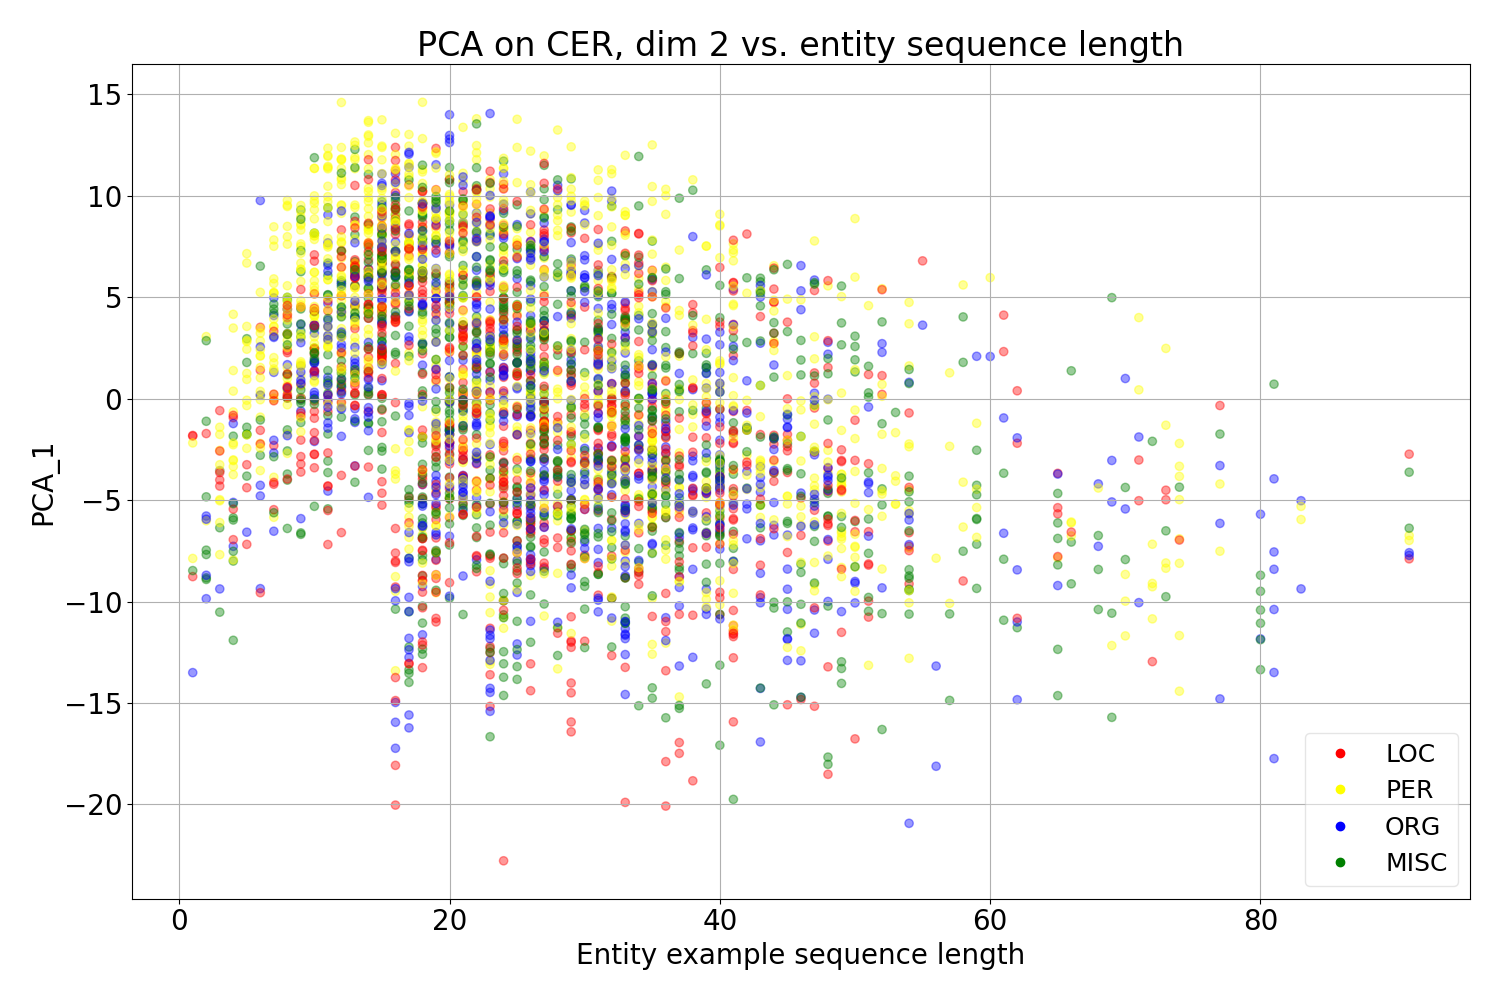 PCA on CER, dim 2 vs. entity sequence length
15
10
5
0
−5
−10
−15
−20
PCA_1
0 20 40 60 80
Entity example sequence length
LOC
PER
ORG
MISC